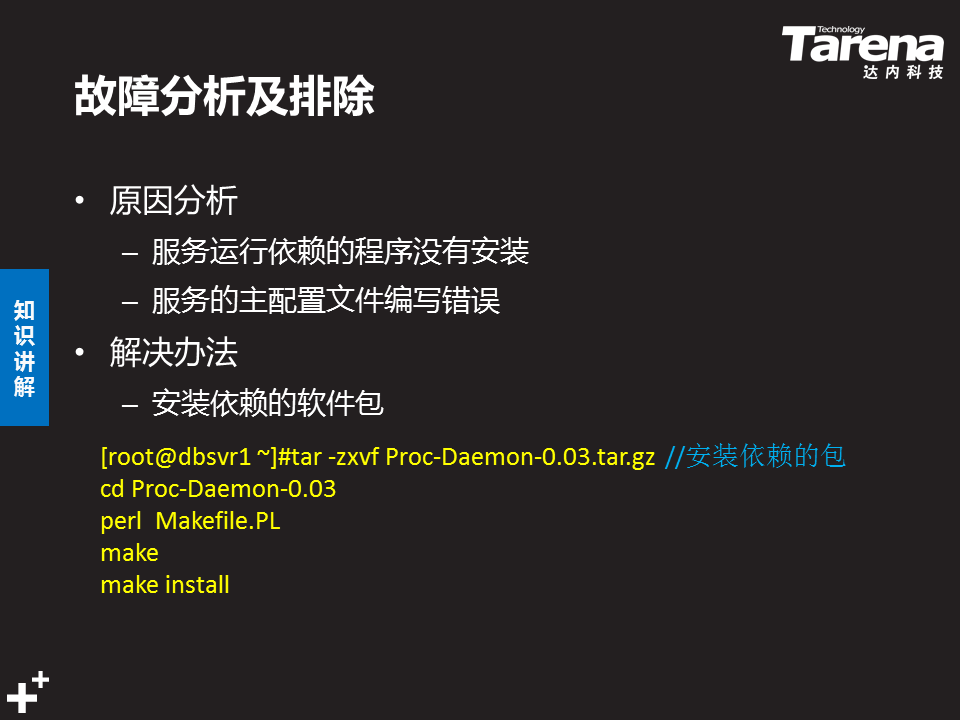 Technology
Tarena
达内科技
故障分析及排除
• 原因分析
– 服务运行依赖的程序没有安装
– 服务的主配置文件编写错误
知识讲解
• 解决办法
– 安装依赖的软件包
[root@dbsvr1 ~]#tar -zxvf Proc-Daemon-0.03.tar.gz //安装依赖的包
cd Proc-Daemon-0.03
perl  Makefile.PL
make
make install